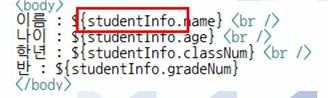 <body>
이름 : ${studentInfo.name} <br />
나이 : ${studentInfo.age} <br />
학년 : ${studentInfo.classNum} <br />
반 : ${studentInfo.gradeNum}
</body>